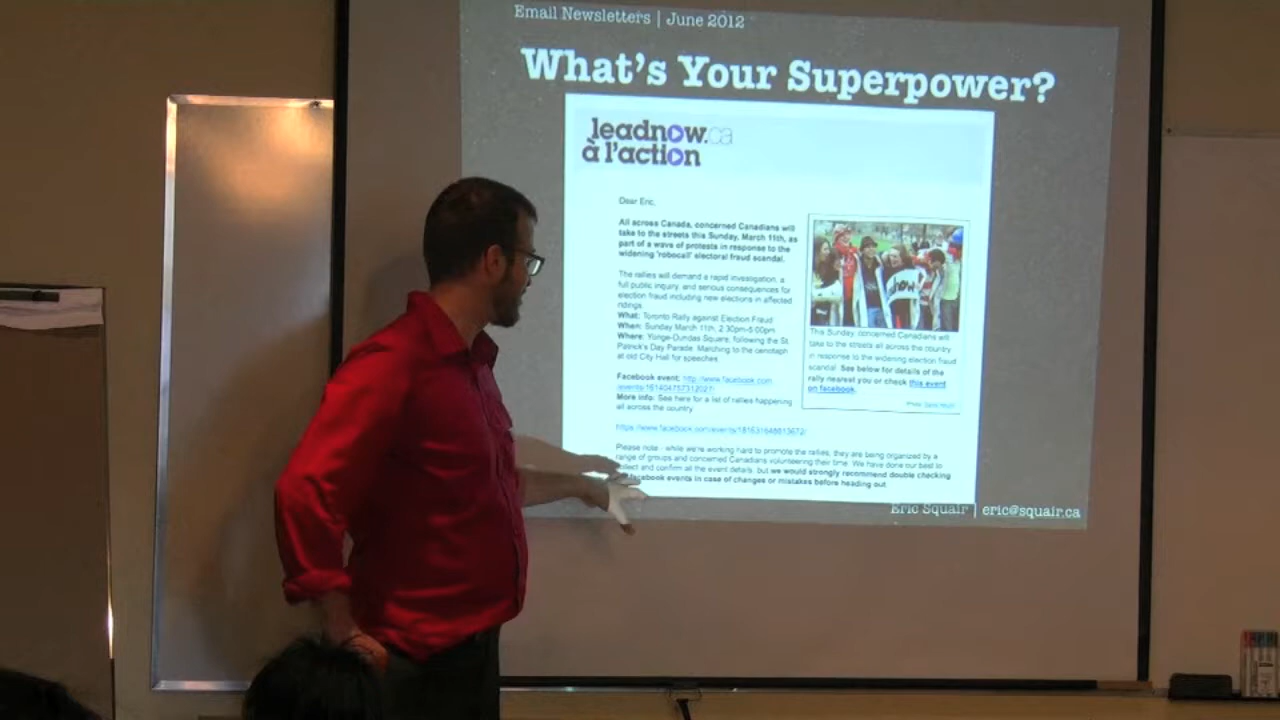 Email Newsletters | June 2012
What's Your Superpower?
leadnow.ca
à l'action
Dear Eric,
All across Canada, concerned Canadians will
take to the streets this Sunday, March 11th, as
part of a wave of protests in response to the
widening 'robocall' electoral fraud scandal.
The rallies will demand a rapid investigation, a
full public inquiry, and serious consequences for
election fraud including new elections in affected
ridings.
What: Toronto Rally against Election Fraud
When: Sunday March 11th, 2:30pm-5:00pm
Where: Yonge-Dundas Square, following the St.
Patrick's Day Parade. Marching to the cenotaph
at old City Hall for speeches
Facebook event: http://www.facebook.com
More info: See here for a list of rallies happening
all across the country.
This Sunday, concerned Canadians will
take to the streets all across the country
in response to the widening election fraud
scandal. See below for details of the
rally nearest you or check this event
on facebook.
Please note - while we're working hard to promote the rallies, they are being organized by a
range of groups and concerned Canadians volunteering their time. We have done our best to
collect and confirm all the event details, but we would strongly recommend double checking
facebook events in case of changes or mistakes before heading out.
Eric Squair | eric@squair.ca